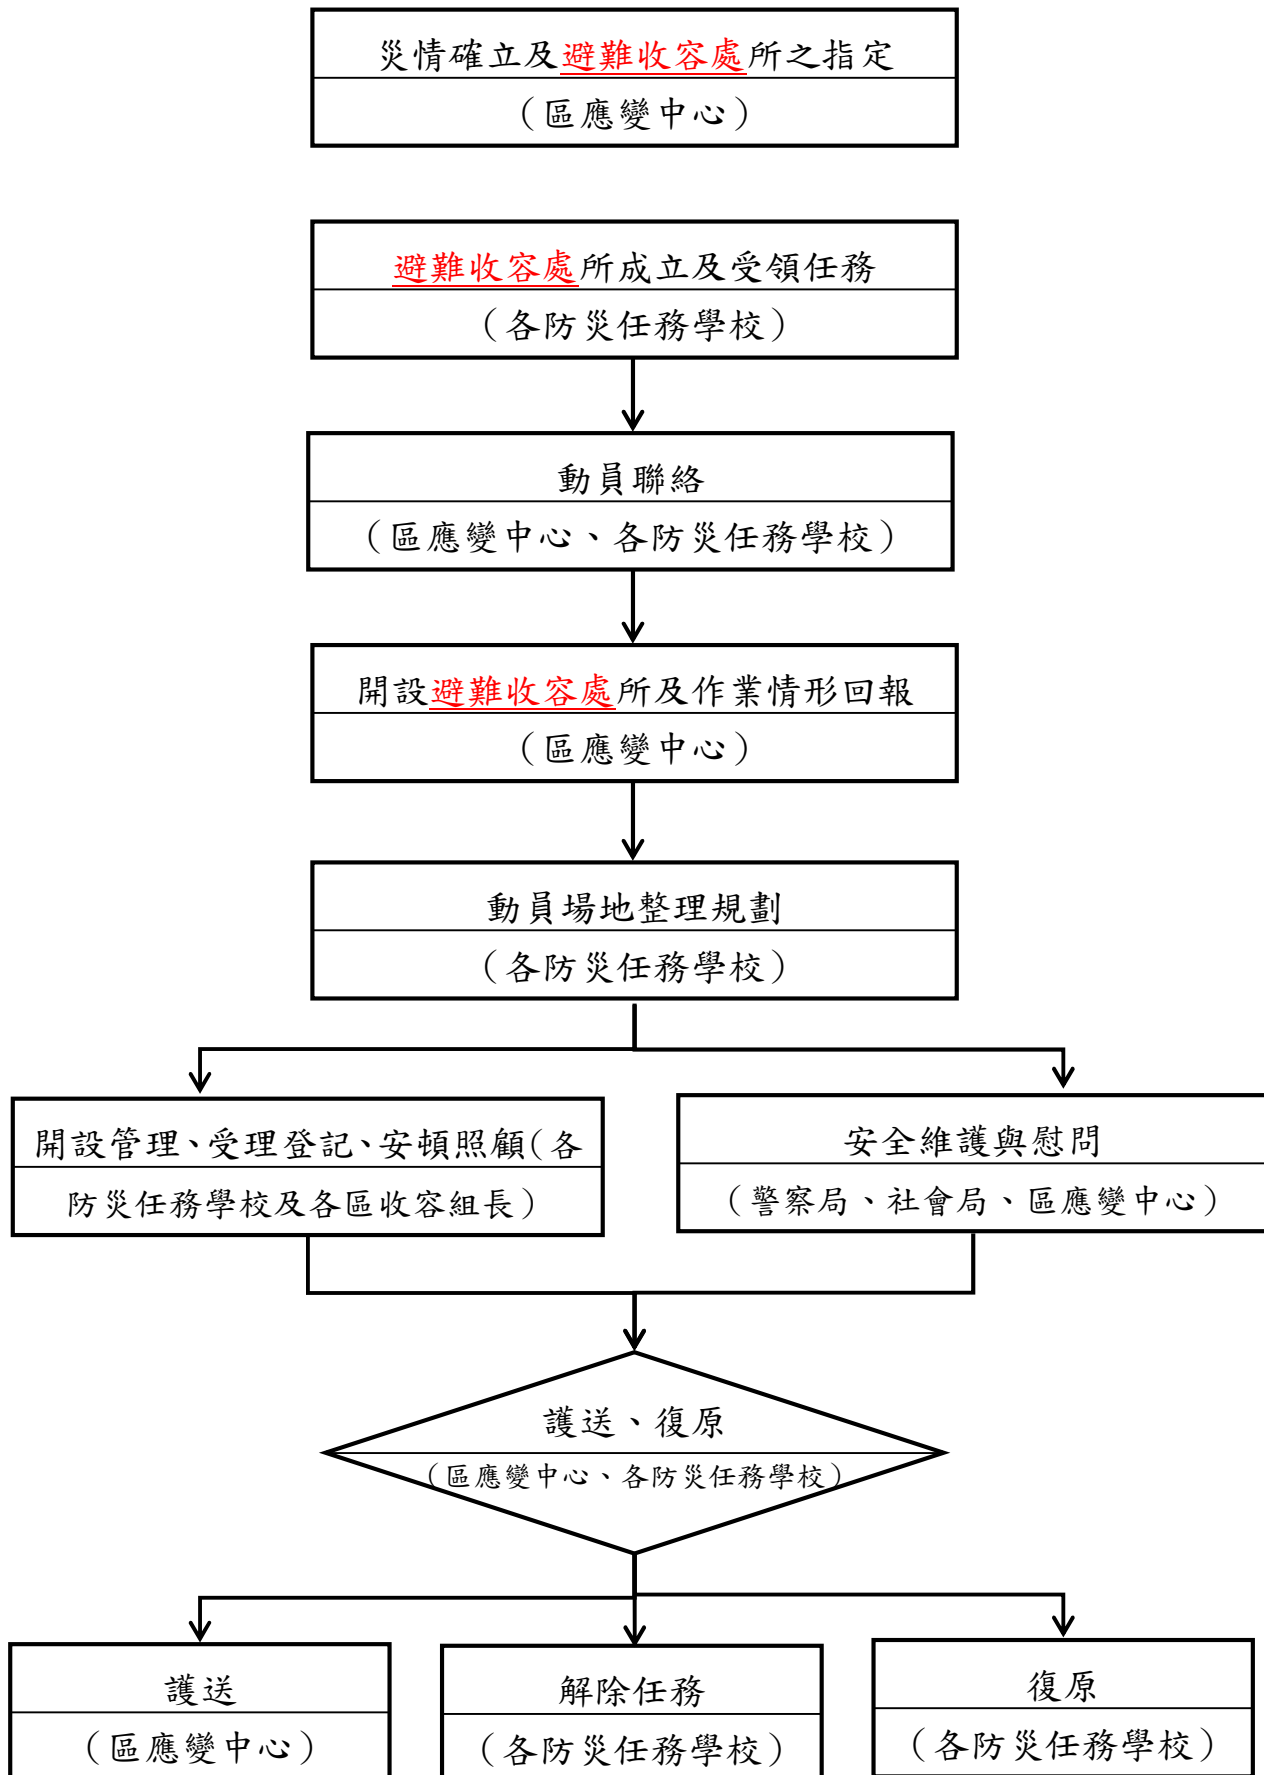 災情確立及避難收容處所之指定
（區應變中心）
避難收容處所成立及受領任務
（各防災任務學校）
動員聯絡
（區應變中心、各防災任務學校）
開設避難收容處所及作業情形回報
（區應變中心）
動員場地整理規劃
（各防災任務學校）
開設管理、受理登記、安頓照顧（各
防災任務學校及各區收容組長）
安全維護與慰問
（警察局、社會局、區應變中心）
護送、復原
（區應變中心、各防災任務學校）
護送
（區應變中心）
解除任務
（各防災任務學校）
復原
（各防災任務學校）